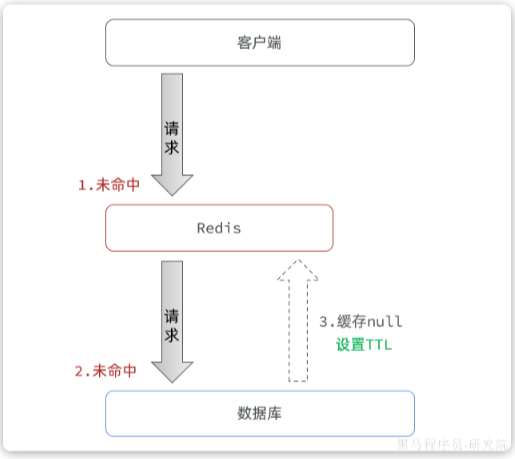 客户端
请
求
1.未命中
Redis
请
求
3.缓存null
设置TTL
2.未命中
数据库
黑马程序员-研究院